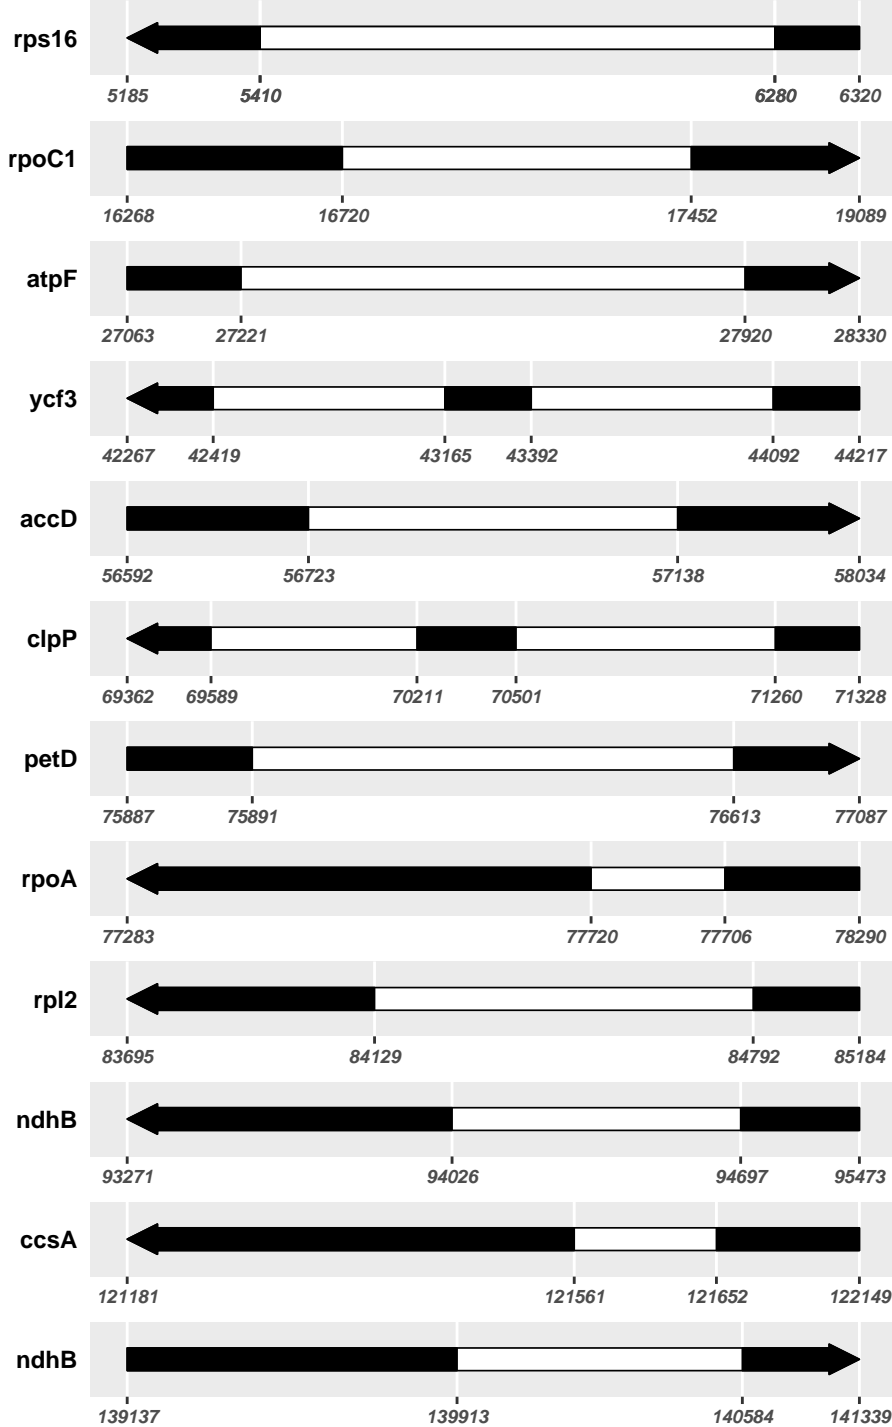 rps16
5185 5410 6280 6320
rpoC1
16268 16720 17452 19089
atpF
27063 27221 27920 28330
ycf3
42267 42419 43165 43392 44092 44217
accD
56592 56723 57138 58034
clpP
69362 69589 70211 70501 71260 71328
petD
75887 75891 76613 77087
rpoA
77283 77720 77706 78290
rpl2
83695 84129 84792 85184
ndhB
93271 94026 94697 95473
ccsA
121181 121561 121652 122149
ndhB
139137 139913 140584 141339